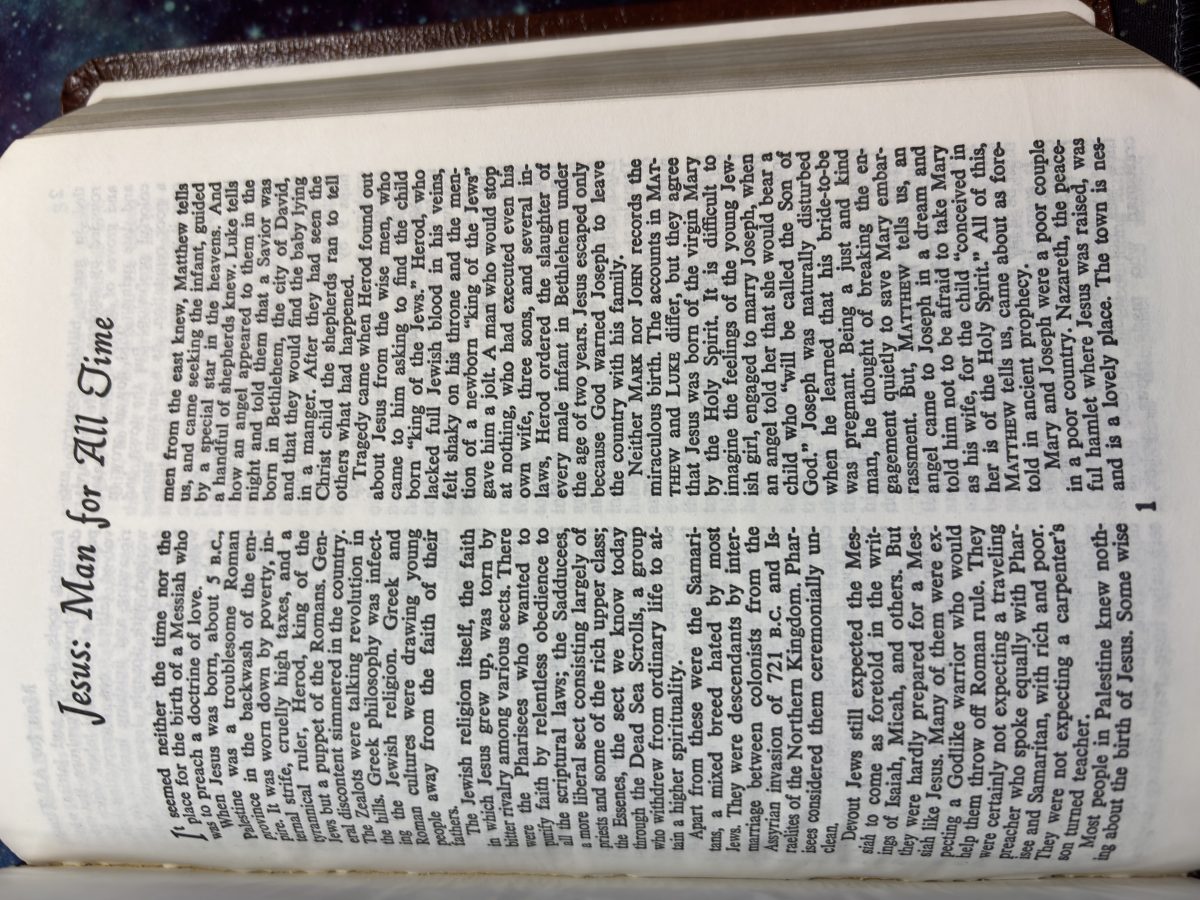 Jesus: Man for All Time
It seemed neither the time nor the
place for the birth of a Messiah who
was to preach a doctrine of love.
When Jesus was born, about 5 B.C.,
Palestine was a troublesome Roman
province in the backwash of the em-
pire. It was worn down by poverty, in-
ternal strife, cruelly high taxes, and a
tyrannical ruler, Herod, king of the
Jews but a puppet of the Romans. Gen-
eral discontent simmered in the country.
The Zealots were talking revolution in
the hills. Greek philosophy was infect-
ing the Jewish religion. Greek and
Roman cultures were drawing young
people away from the faith of their
fathers.
The Jewish religion itself, the faith
in which Jesus grew up, was torn by
bitter rivalry among various sects. There
were the Pharisees who wanted to
purify faith by relentless obedience to
all the scriptural laws; the Sadducees,
a more liberal sect consisting largely of
priests and some of the rich upper class;
the Essenes, the sect we know today
through the Dead Sea Scrolls, a group
who withdrew from ordinary life to at-
tain a higher spirituality.
Apart from these were the Samari-
tans, a mixed breed hated by most
Jews. They were descendants by inter-
marriage between colonists from the
Assyrian invasion of 721 B.C. and Is-
raelites of the Northern Kingdom. Phar-
isees considered them ceremonially un-
clean.
Devout Jews still expected the Mes-
siah to come as foretold in the writ-
ings of Isaiah, Micah, and others. But
they were hardly prepared for a Mes-
siah like Jesus. Many of them were ex-
pecting a Godlike warrior who would
help them throw off Roman rule. They
were certainly not expecting a traveling
preacher who spoke equally with Phar-
isee and Samaritan, with rich and poor.
They were not expecting a carpenter's
son turned teacher.
Most people in Palestine knew noth-
ing about the birth of Jesus. Some wise
men from the east knew, Matthew tells
us, and came seeking the infant, guided
by a special star in the heavens. And
a handful of shepherds knew, Luke tells
how an angel appeared to them in the
night and told them that a Savior was
born in Bethlehem, the city of David,
and that they would find the baby lying
in a manger. After they had seen the
Christ child the shepherds ran to tell
others what had happened.
Tragedy came when Herod found out
about Jesus from the wise men, who
came to him asking to find the child
born "king of the Jews." Herod, who
lacked full Jewish blood in his veins,
felt shaky on his throne and the men-
tion of a newborn "king of the Jews"
gave him a jolt. A man who would stop
at nothing, who had executed even his
own wife, three sons, and several in-
laws, Herod ordered the slaughter of
every male infant in Bethlehem under
the age of two years. Jesus escaped only
because God warned Joseph to leave
the country with his family.
Neither MARK nor JOHN records the
miraculous birth. The accounts in MAT-
THEW and LUKE differ, but they agree
that Jesus was born of the virgin Mary
by the Holy Spirit. It is difficult to
imagine the feelings of the young Jew-
ish girl, engaged to marry Joseph, when
an angel told her that she would bear a
child who "will be called the Son of
God." Joseph was naturally disturbed
when he learned that his bride-to-be
was pregnant. Being a just and kind
man, he thought of breaking the en-
gagement quietly to save Mary embar-
rassment. But, MATTHEW tells us, an
angel came to Joseph in a dream and
told him not to be afraid to take Mary
as his wife, for the child "conceived in
her is of the Holy Spirit." All of this,
MATTHEW tells us, came about as fore-
told in ancient prophecy.
Mary and Joseph were a poor couple
in a poor country. Nazareth, the peace-
ful hamlet where Jesus was raised, was
and is a lovely place. The town is nes-
1